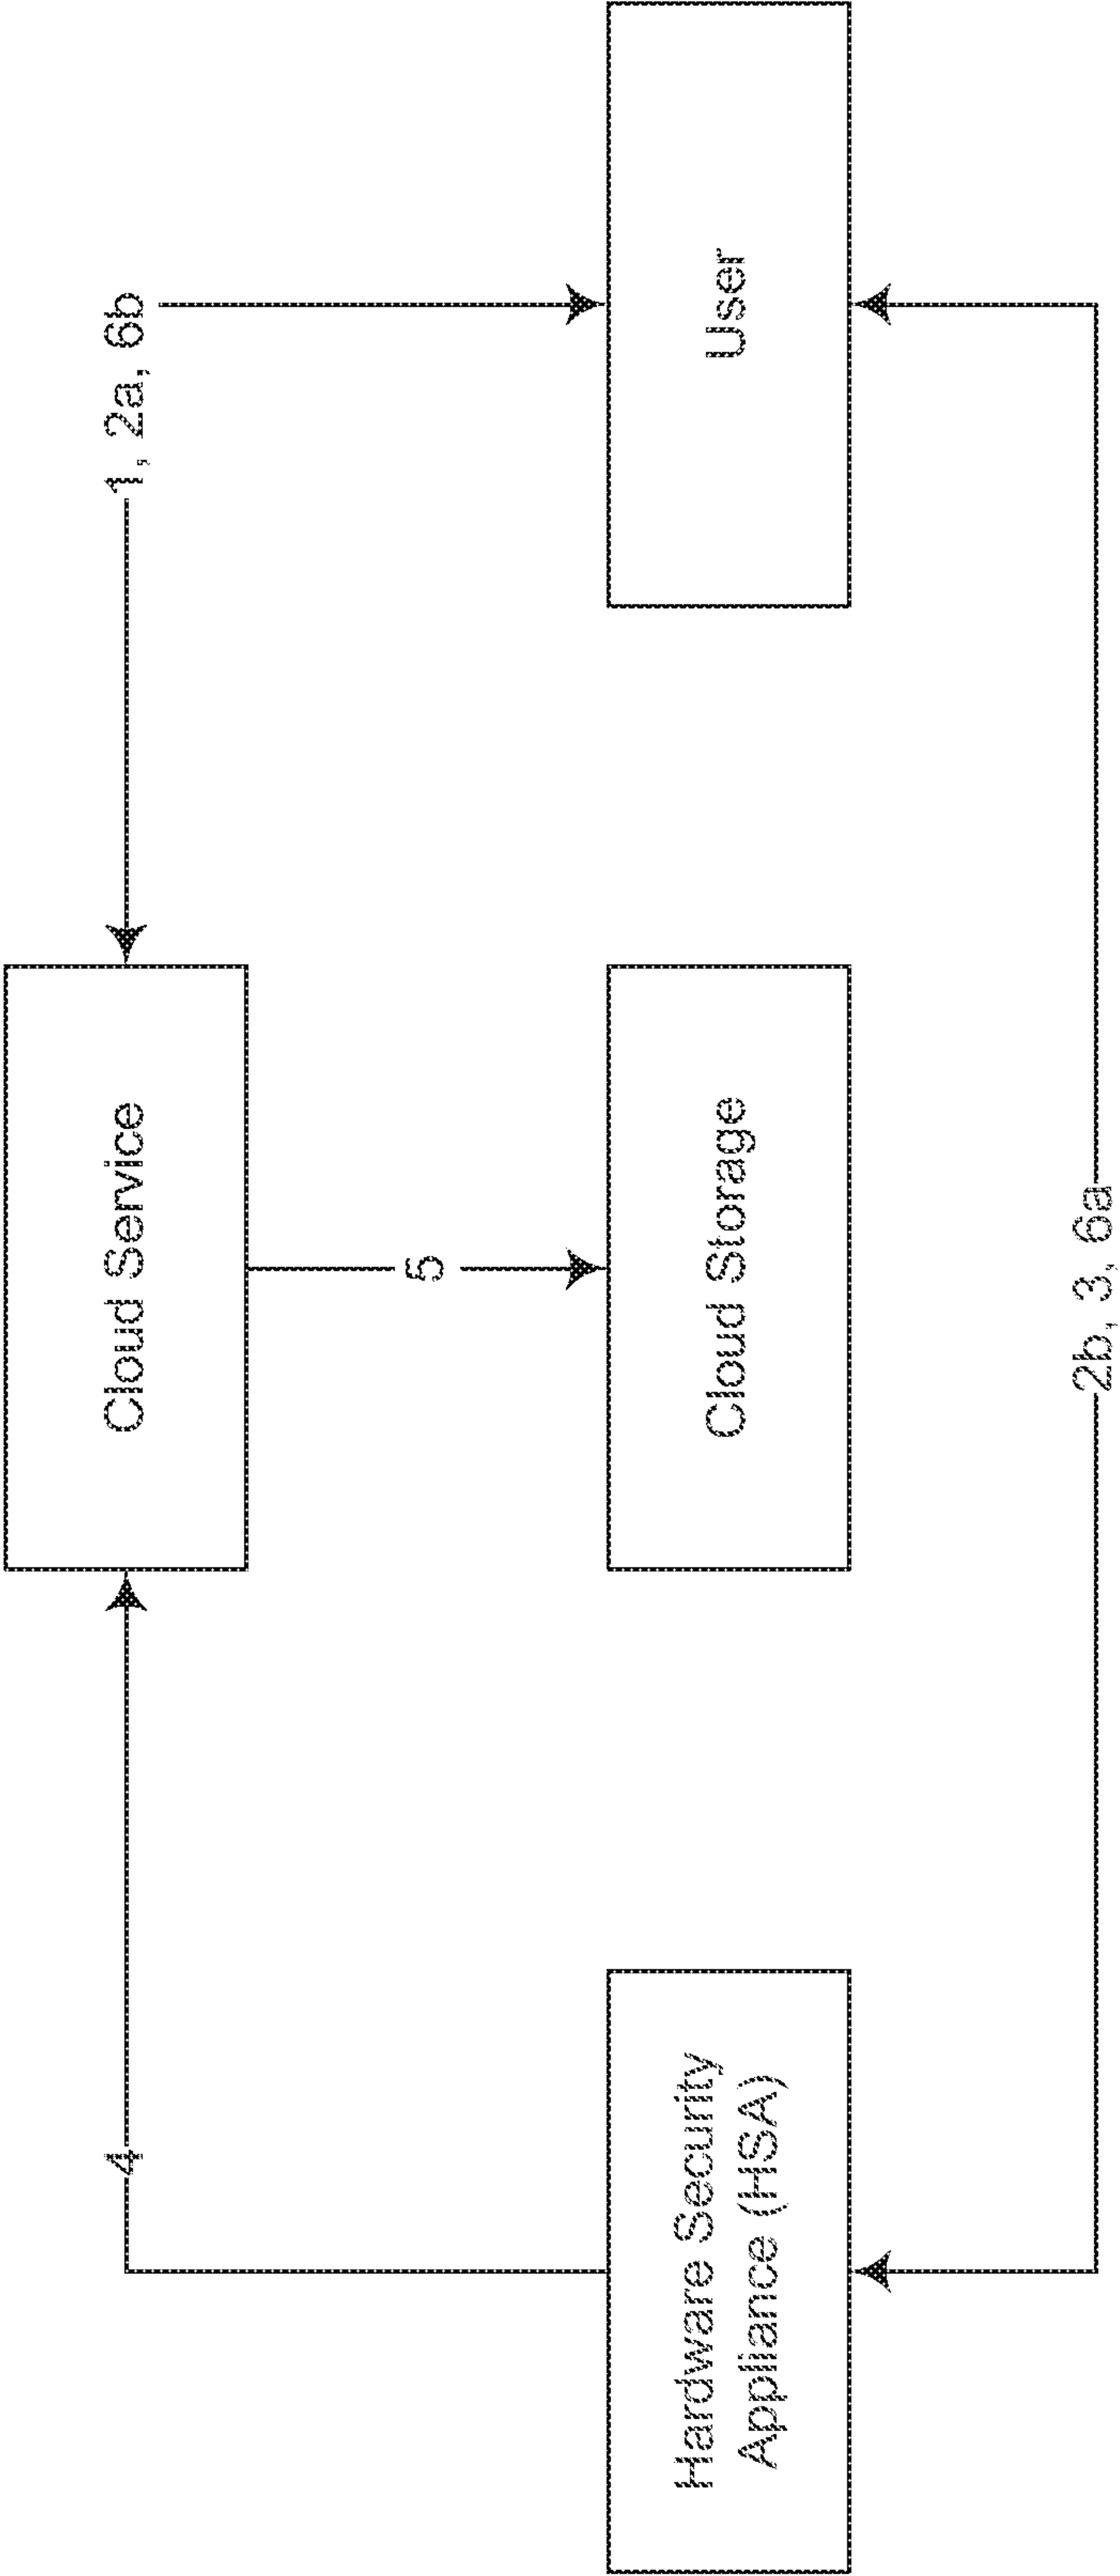 Cloud Service
4
1, 2a, 6b
5
Hardware Security
Appliance (HSA)
Cloud Storage
User
2b, 3, 6a